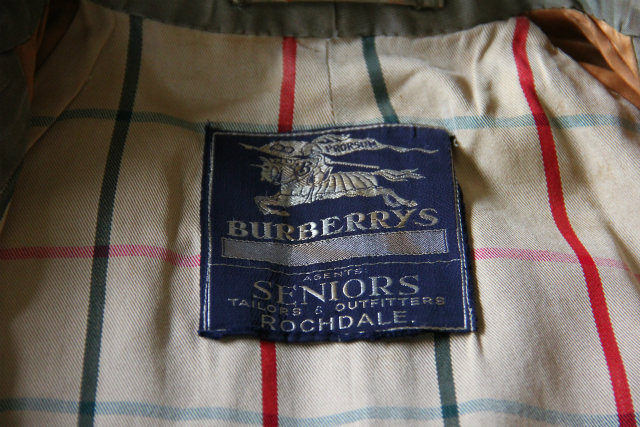 PRORSUM
BURBERRYS
AGENTS:
SENIORS
TAILORS & OUTFITTERS
ROCHDALE.